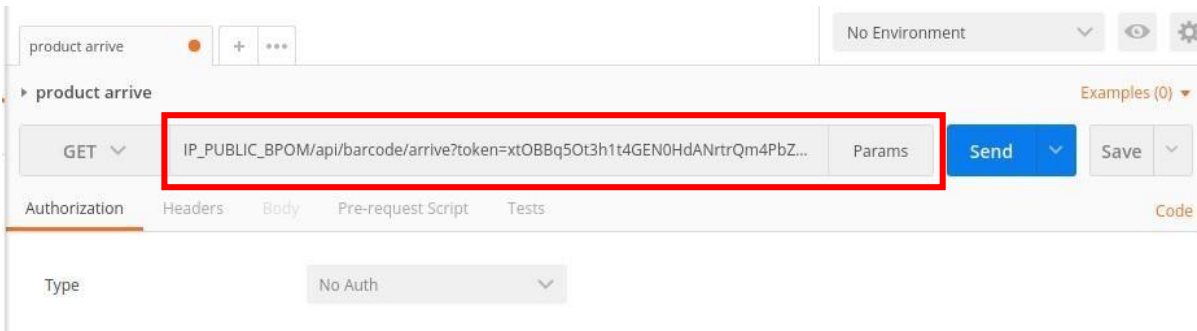 product arrive + ••• No Environment
product arrive Examples (0)
GET IP_PUBLIC_BPOM/api/barcode/arrive?token=xtOBBq5Ot3h1t4GEN0HdANrtrQm4PbZ... Params Send Save
Authorization Headers Body Pre-request Script Tests Code
Type No Auth